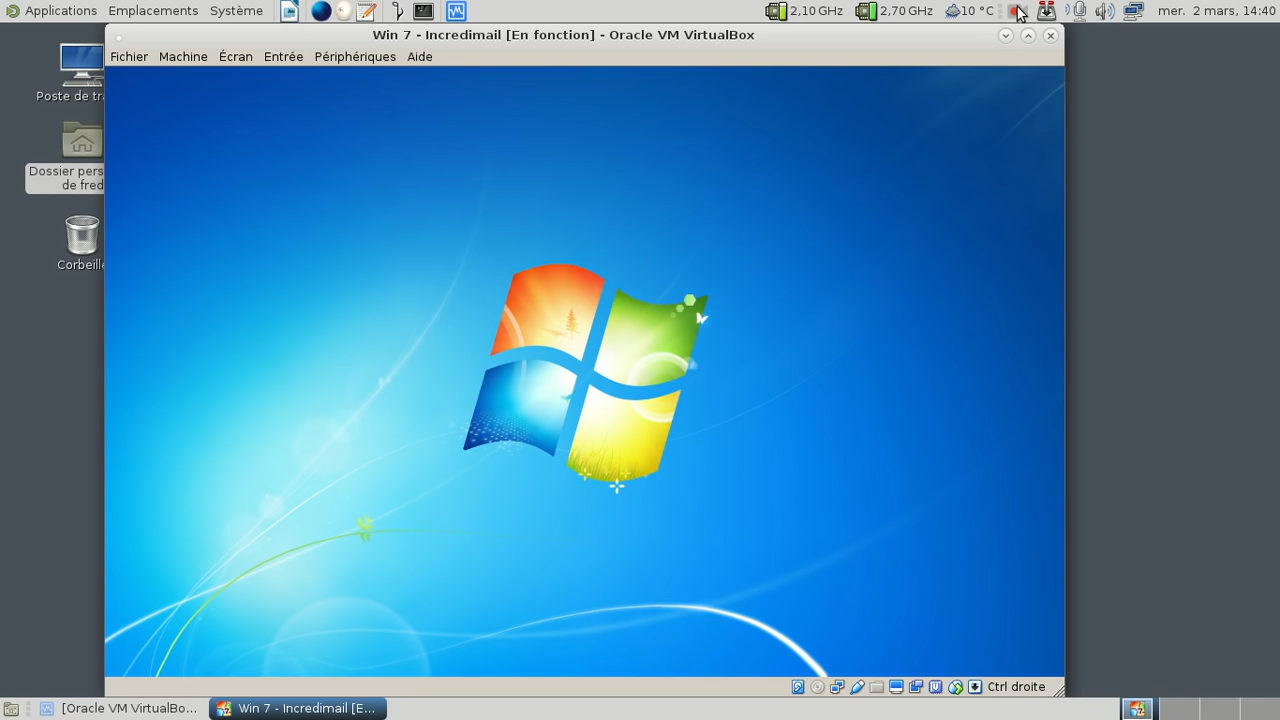 Applications Emplacements Système 2,10 GHz 2,70 GHz 10 °C mer. 2 mars, 14:40
Win 7 - Incredimail [En fonction] - Oracle VM VirtualBox
Fichier Machine Écran Entrée Périphériques Aide
Poste de tra
Dossier pers
de fred
Corbeille
Ctrl droite
[Oracle VM VirtualBo... Win 7 - Incredimail [E...